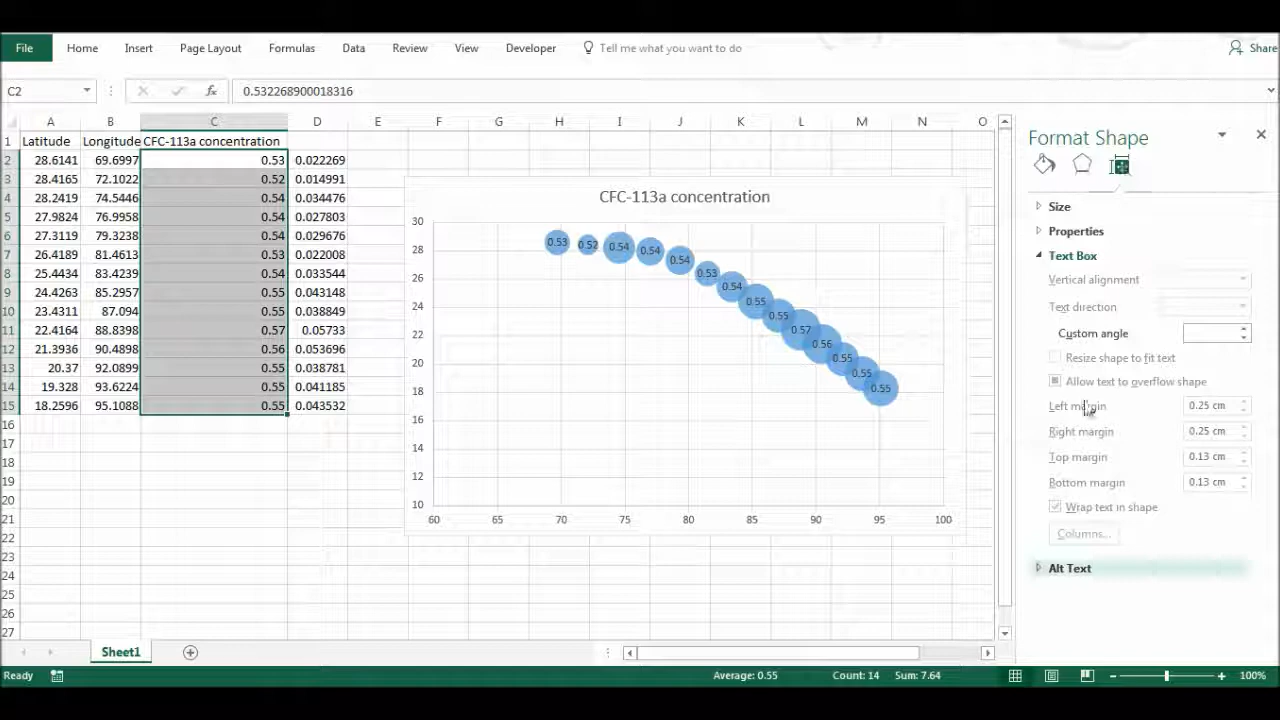 File Home Insert Page Layout Formulas Data Review View Developer Tell me what you want to do Share
C2 fx 0.532268900018316
A B C D E F G H I J K L M N O
1 Latitude Longitude CFC-113a concentration
2 28.6141 69.6997 0.53 0.022269
3 28.4165 72.1022 0.52 0.014991
4 28.2419 74.5446 0.54 0.034476
5 27.9824 76.9958 0.54 0.027803
6 27.3119 79.3238 0.54 0.029676
7 26.4189 81.4613 0.53 0.022008
8 25.4434 83.4239 0.54 0.033544
9 24.4263 85.2957 0.55 0.043148
10 23.4311 87.094 0.55 0.038849
11 22.4164 88.8398 0.57 0.05733
12 21.3936 90.4898 0.56 0.053696
13 20.37 92.0899 0.55 0.038781
14 19.328 93.6224 0.55 0.041185
15 18.2596 95.1088 0.55 0.043532
16
17
18
19
20
21
22
23
24
25
26
27
CFC-113a concentration
30
28
26
24
22
20
18
16
14
12
10
0.53 0.52 0.54 0.54 0.54 0.53 0.54 0.55 0.55 0.57 0.56 0.55 0.55 0.55
60 65 70 75 80 85 90 95 100
Format Shape
Size
Properties
Text Box
Vertical alignment
Text direction
Custom angle
Resize shape to fit text
Allow text to overflow shape
Left margin 0.25 cm
Right margin 0.25 cm
Top margin 0.13 cm
Bottom margin 0.13 cm
Wrap text in shape
Columns...
Alt Text
Sheet1
Ready Average: 0.55 Count: 14 Sum: 7.64 100%